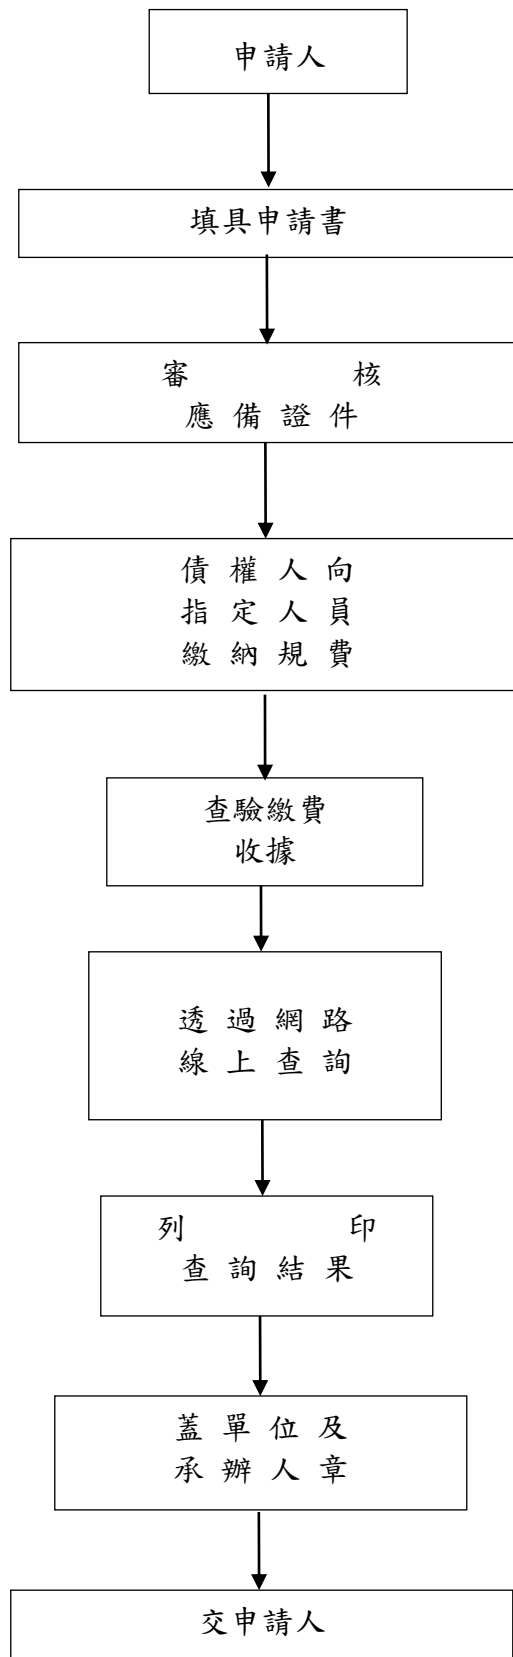 申請人
填具申請書
審 核
應 備 證 件
債 權 人 向
指 定 人 員
繳 納 規 費
查驗繳費
收據
透 過 網 路
線 上 查 詢
列 印
查 詢 結 果
蓋 單 位 及
承 辦 人 章
交申請人